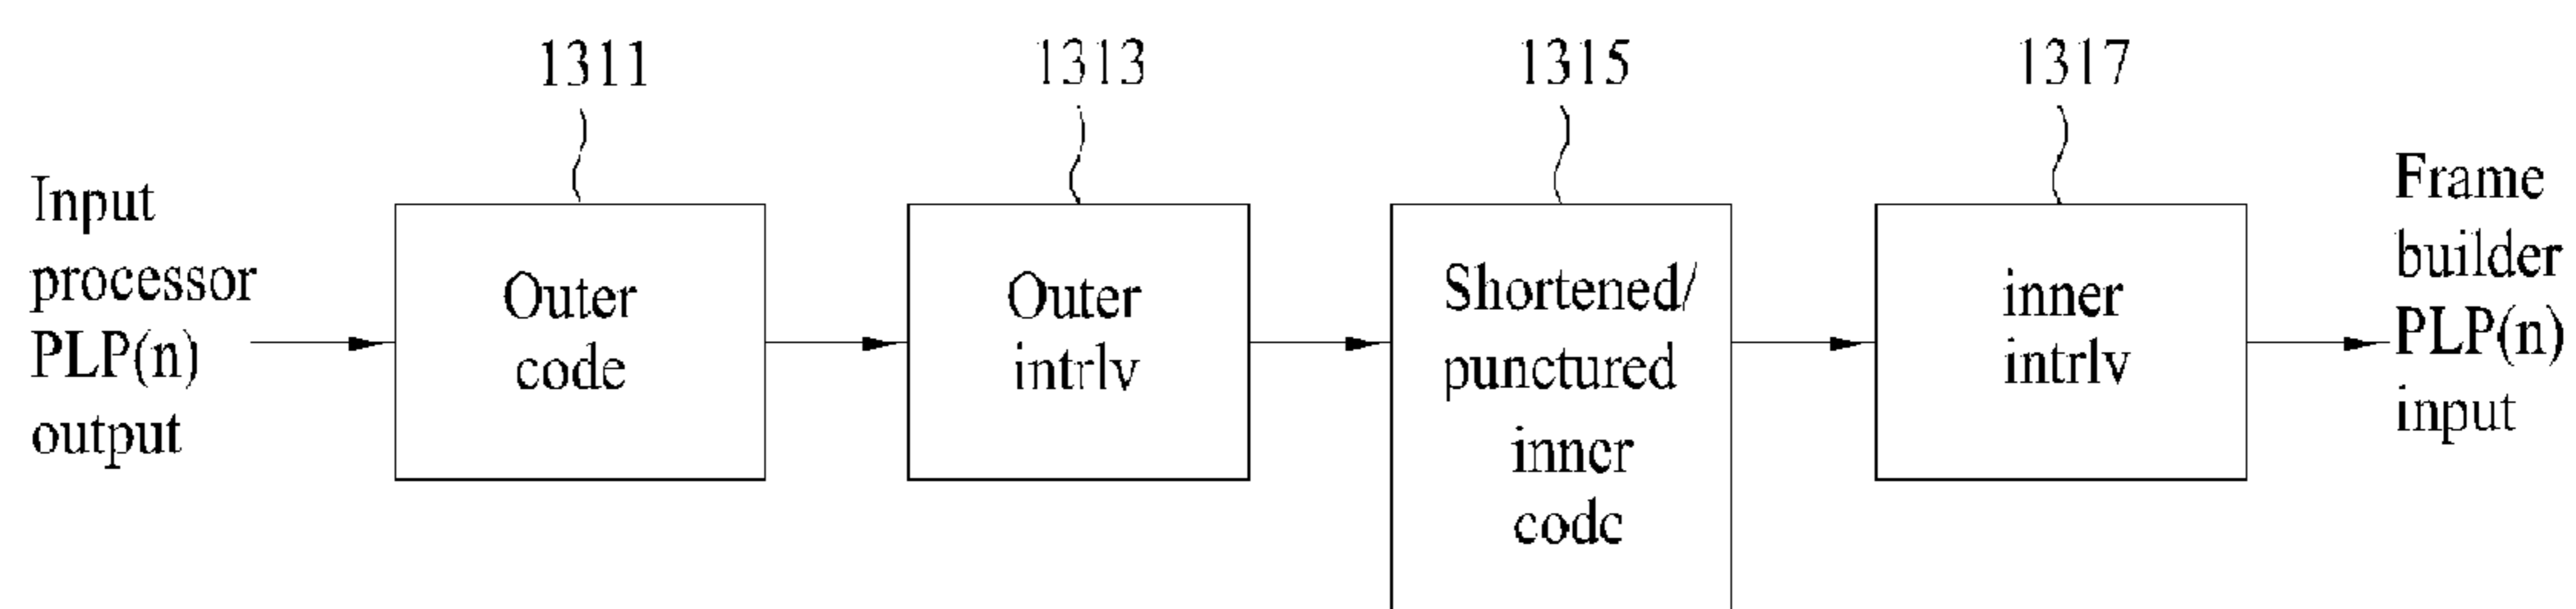 1311
1313
1315
1317
Input
processor
PLP(n)
output
Outer
code
Outer
intrlv
Shortened/
punctured
inner
code
inner
intrlv
Frame
builder
PLP(n)
input